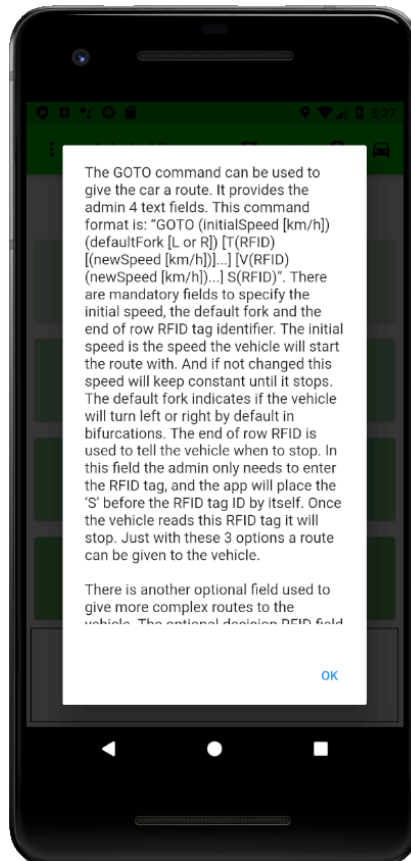 3:27
The GOTO command can be used to
give the car a route. It provides the
admin 4 text fields. This command
format is: “GOTO (initialSpeed [km/h])
(defaultFork [L or R]) [T(RFID)
[(newSpeed [km/h])]...] [V(RFID)
(newSpeed [km/h])...] S(RFID)”. There
are mandatory fields to specify the
initial speed, the default fork and the
end of row RFID tag identifier. The initial
speed is the speed the vehicle will start
the route with. And if not changed this
speed will keep constant until it stops.
The default fork indicates if the vehicle
will turn left or right by default in
bifurcations. The end of row RFID is
used to tell the vehicle when to stop. In
this field the admin only needs to enter
the RFID tag, and the app will place the
‘S’ before the RFID tag ID by itself. Once
the vehicle reads this RFID tag it will
stop. Just with these 3 options a route
can be given to the vehicle.
There is another optional field used to
give more complex routes to the
vehicle. The optional decision RFID field
OK